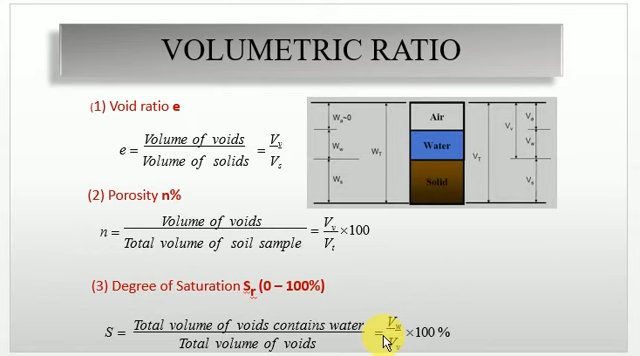 VOLUMETRIC RATIO
(1) Void ratio e
e = Volume of voids / Volume of solids = Vv / Vs
Wa~0
Ww
Ws
WT
Air
Water
Solid
VT
Vv
Va
Vw
Vs
(2) Porosity n%
n = Volume of voids / Total volume of soil sample = Vv / Vt ×100
(3) Degree of Saturation Sr (0 – 100%)
S = Total volume of voids contains water / Total volume of voids = Vw / Vv ×100 %